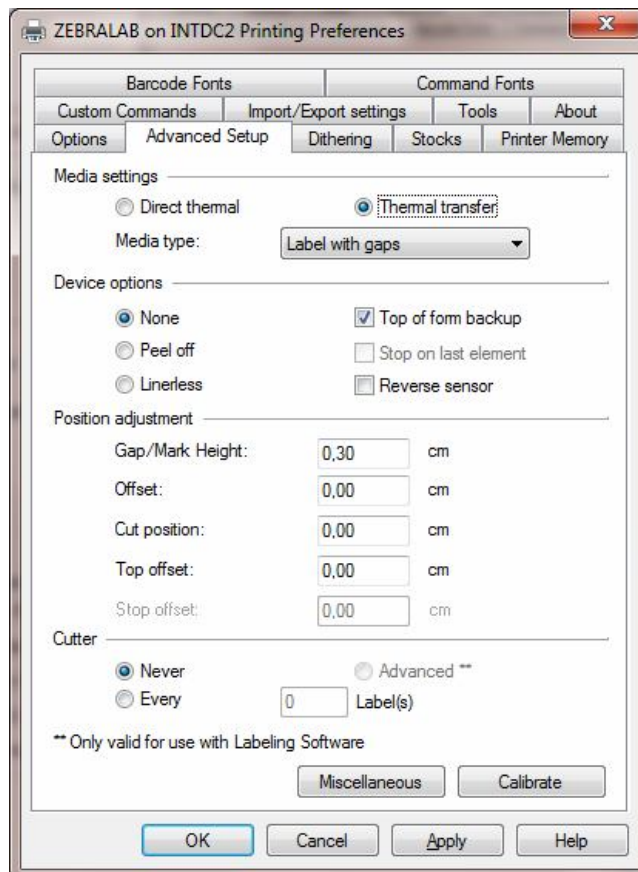 ZEBRALAB on INTDC2 Printing Preferences
Barcode Fonts Command Fonts
Custom Commands Import/Export settings Tools About
Options Advanced Setup Dithering Stocks Printer Memory
Media settings
Direct thermal Thermal transfer
Media type: Label with gaps
Device options
None Top of form backup
Peel off Stop on last element
Linerless Reverse sensor
Position adjustment
Gap/Mark Height: 0,30 cm
Offset: 0,00 cm
Cut position: 0,00 cm
Top offset: 0,00 cm
Stop offset: 0,00 cm
Cutter
Never Advanced **
Every 0 Label(s)
** Only valid for use with Labeling Software
Miscellaneous Calibrate
OK Cancel Apply Help